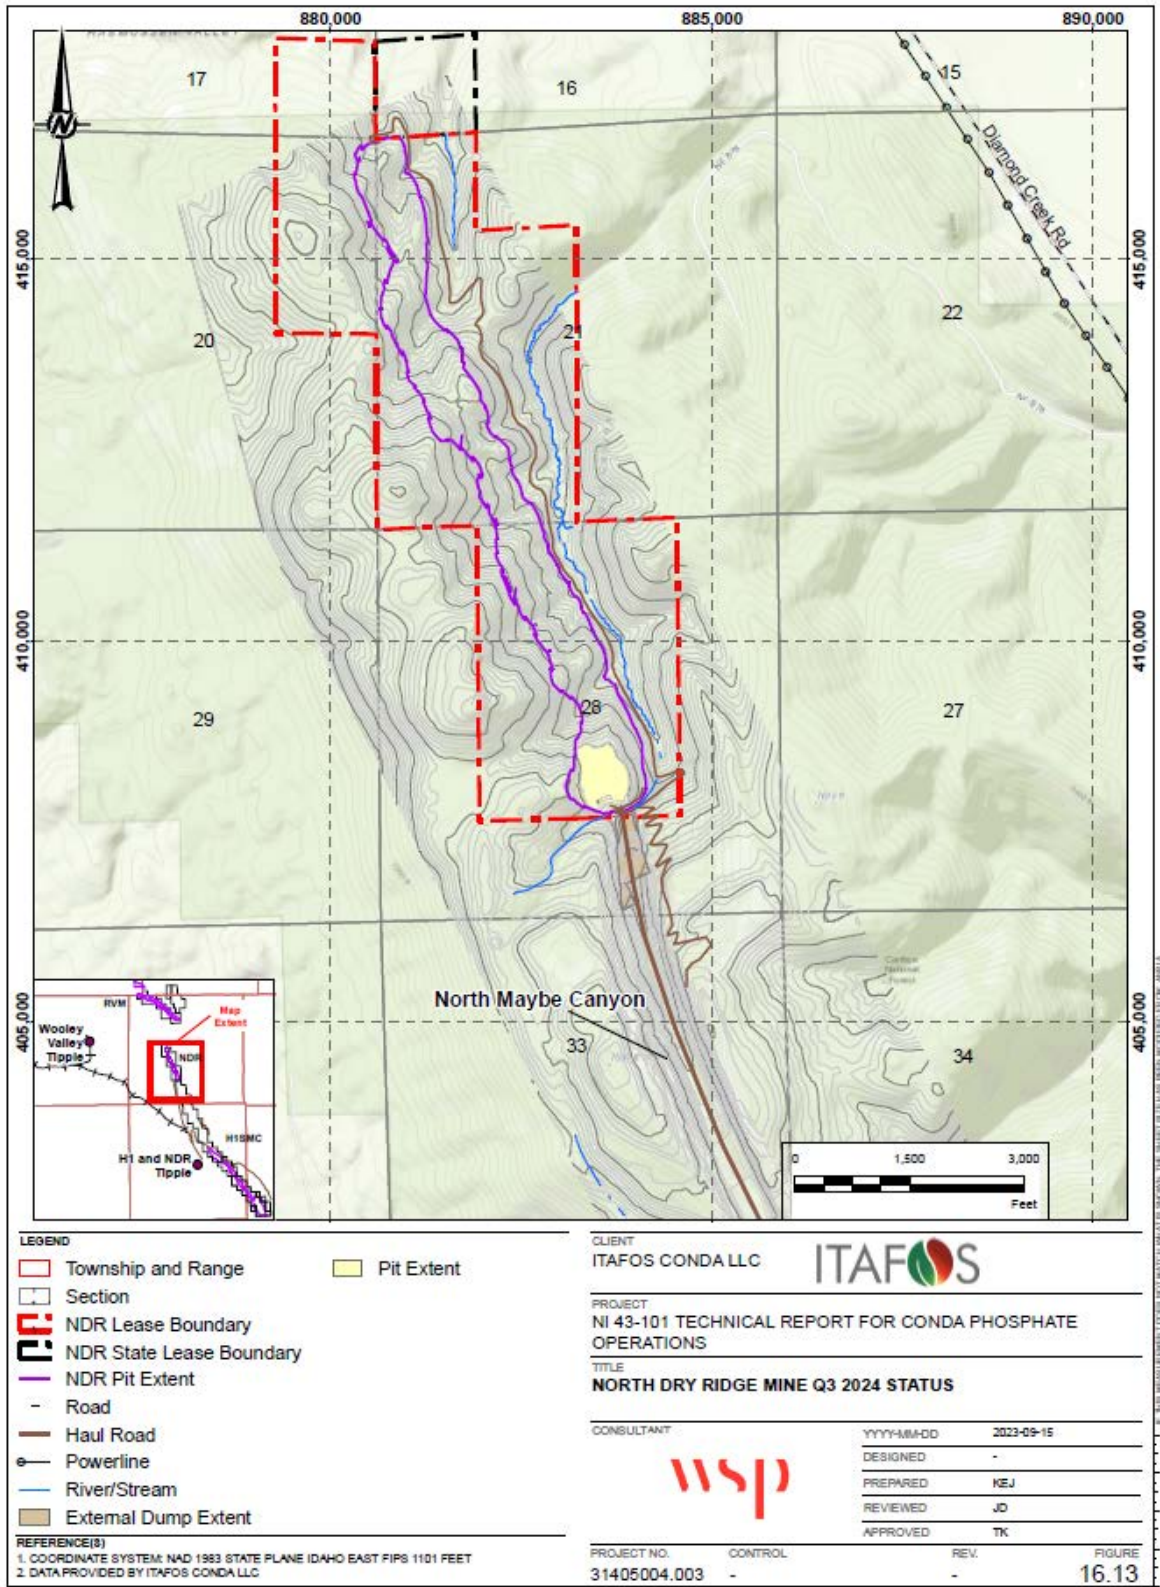 880,000
885,000
890,000
RASMUSSEN VALLEY
17
16
15
Diamond Creek Rd
415,000
415,000
20
21
22
410,000
410,000
29
28
27
Caribou
National
Forest
North Maybe Canyon
405,000
405,000
33
34
RVM
Map
Extent
Wooley
Valley
Tipple
NDR
H1SMC
H1 and NDR
Tipple
0
1,500
3,000
Feet
N
LEGEND
Township and Range
Pit Extent
Section
NDR Lease Boundary
NDR State Lease Boundary
NDR Pit Extent
Road
Haul Road
Powerline
River/Stream
External Dump Extent
REFERENCE(S)
1. COORDINATE SYSTEM: NAD 1983 STATE PLANE IDAHO EAST FIPS 1101 FEET
2. DATA PROVIDED BY ITAFOS CONDA LLC
CLIENT
ITAFOS CONDA LLC
ITAFOS
PROJECT
NI 43-101 TECHNICAL REPORT FOR CONDA PHOSPHATE
OPERATIONS
TITLE
NORTH DRY RIDGE MINE Q3 2024 STATUS
CONSULTANT
wsp
YYYY-MM-DD 2023-09-15
DESIGNED -
PREPARED KEJ
REVIEWED JD
APPROVED TK
PROJECT NO. CONTROL REV. FIGURE
31405004.003 - - 16.13